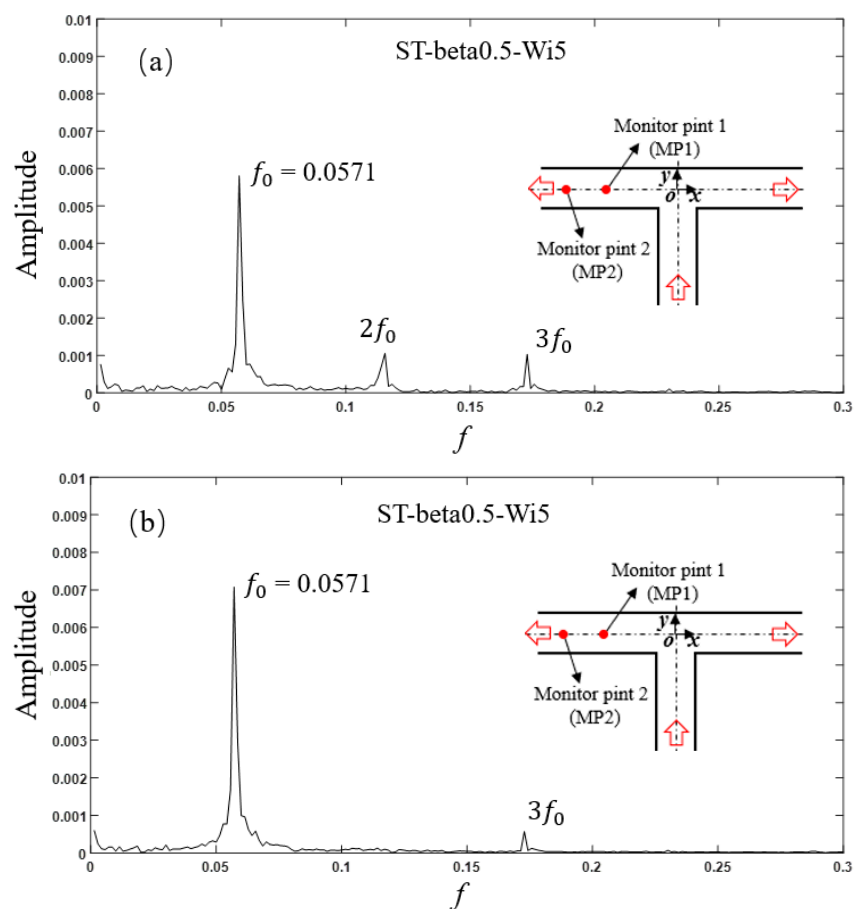 (a)
ST-beta0.5-Wi5
0.01
0.009
0.008
0.007
0.006
0.005
0.004
0.003
0.002
0.001
0
Amplitude
f₀ = 0.0571
2f₀
3f₀
Monitor pint 1
(MP1)
y
o
x
Monitor pint 2
(MP2)
0 0.05 0.1 0.15 0.2 0.25 0.3
f
(b)
ST-beta0.5-Wi5
0.01
0.009
0.008
0.007
0.006
0.005
0.004
0.003
0.002
0.001
0
Amplitude
f₀ = 0.0571
3f₀
Monitor pint 1
(MP1)
y
o
x
Monitor pint 2
(MP2)
0 0.05 0.1 0.15 0.2 0.25 0.3
f